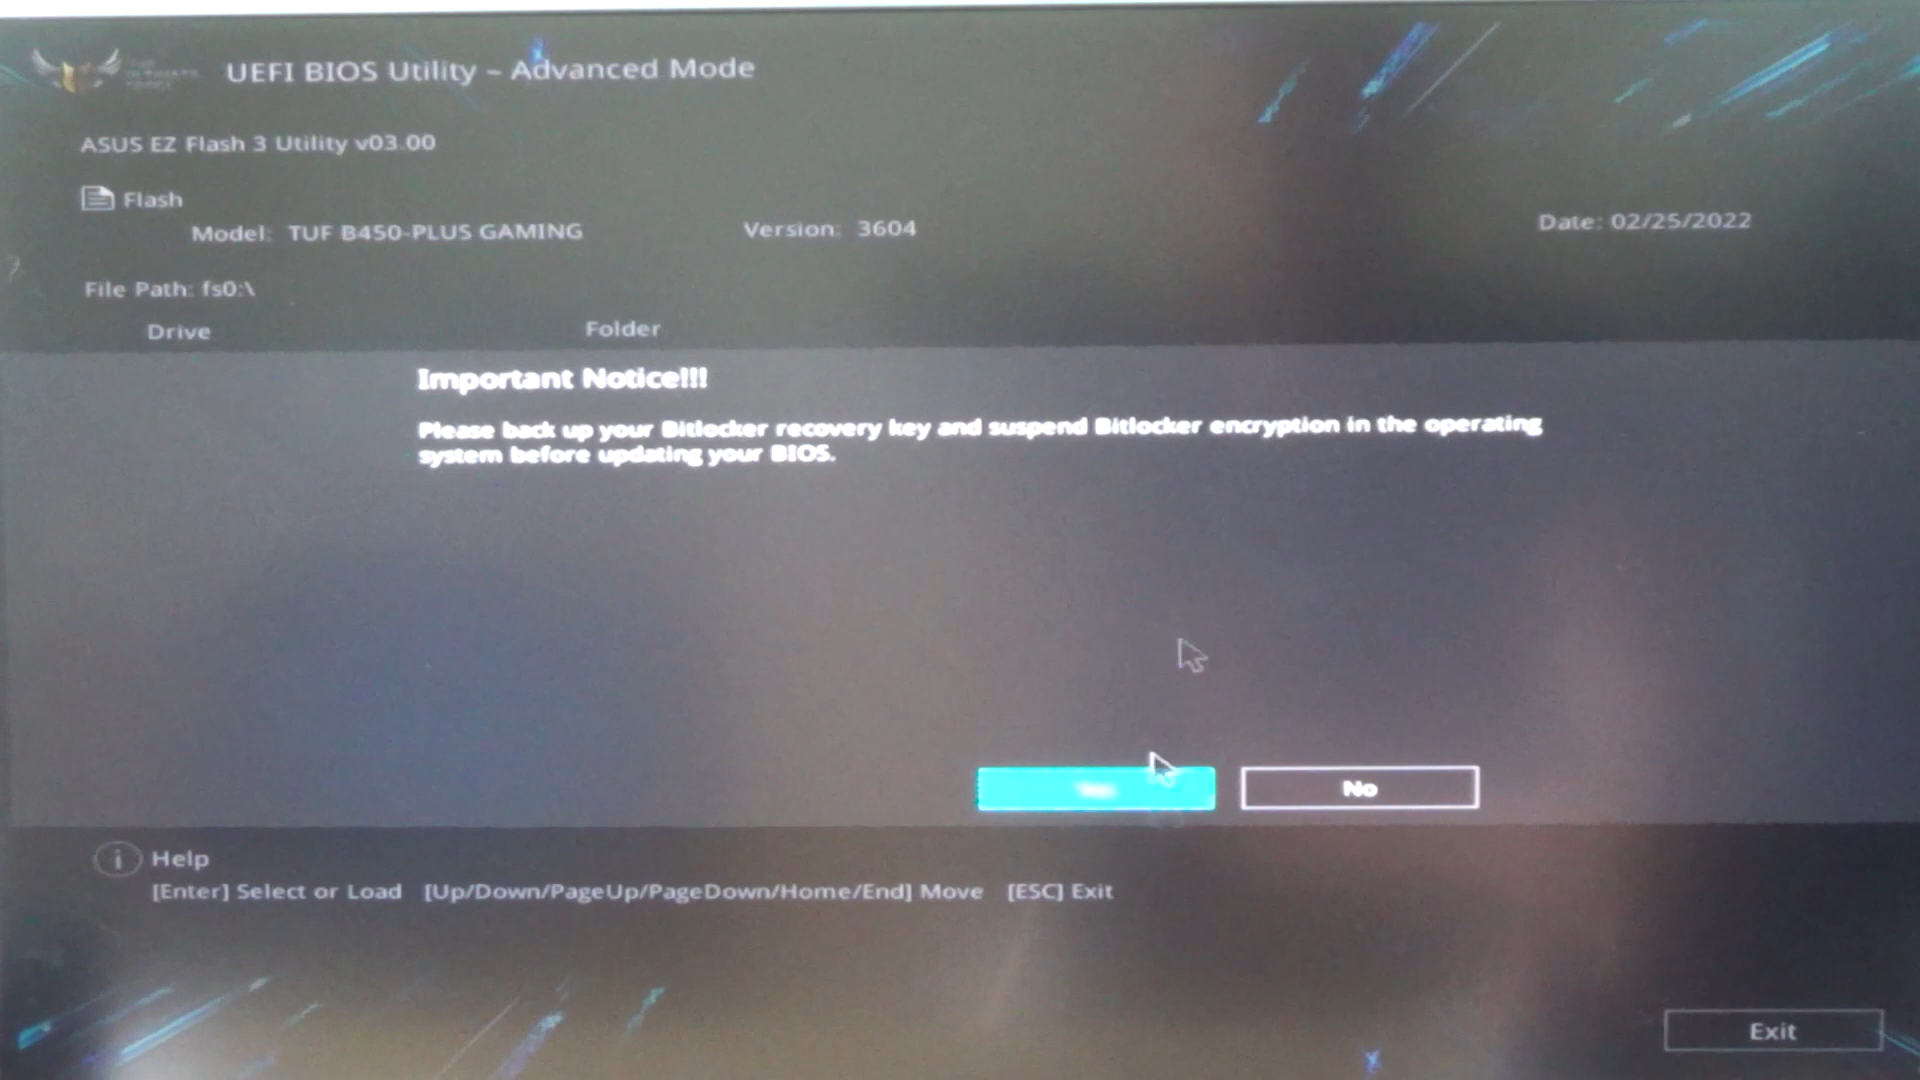 UEFI BIOS Utility – Advanced Mode
ASUS EZ Flash 3 Utility v03.00
Flash
Model: TUF B450-PLUS GAMING Version: 3604 Date: 02/25/2022
File Path: fs0:\
Drive Folder
Important Notice!!!
Please back up your Bitlocker recovery key and suspend Bitlocker encryption in the operating
system before updating your BIOS.
No
Help
[Enter] Select or Load [Up/Down/PageUp/PageDown/Home/End] Move [ESC] Exit
Exit